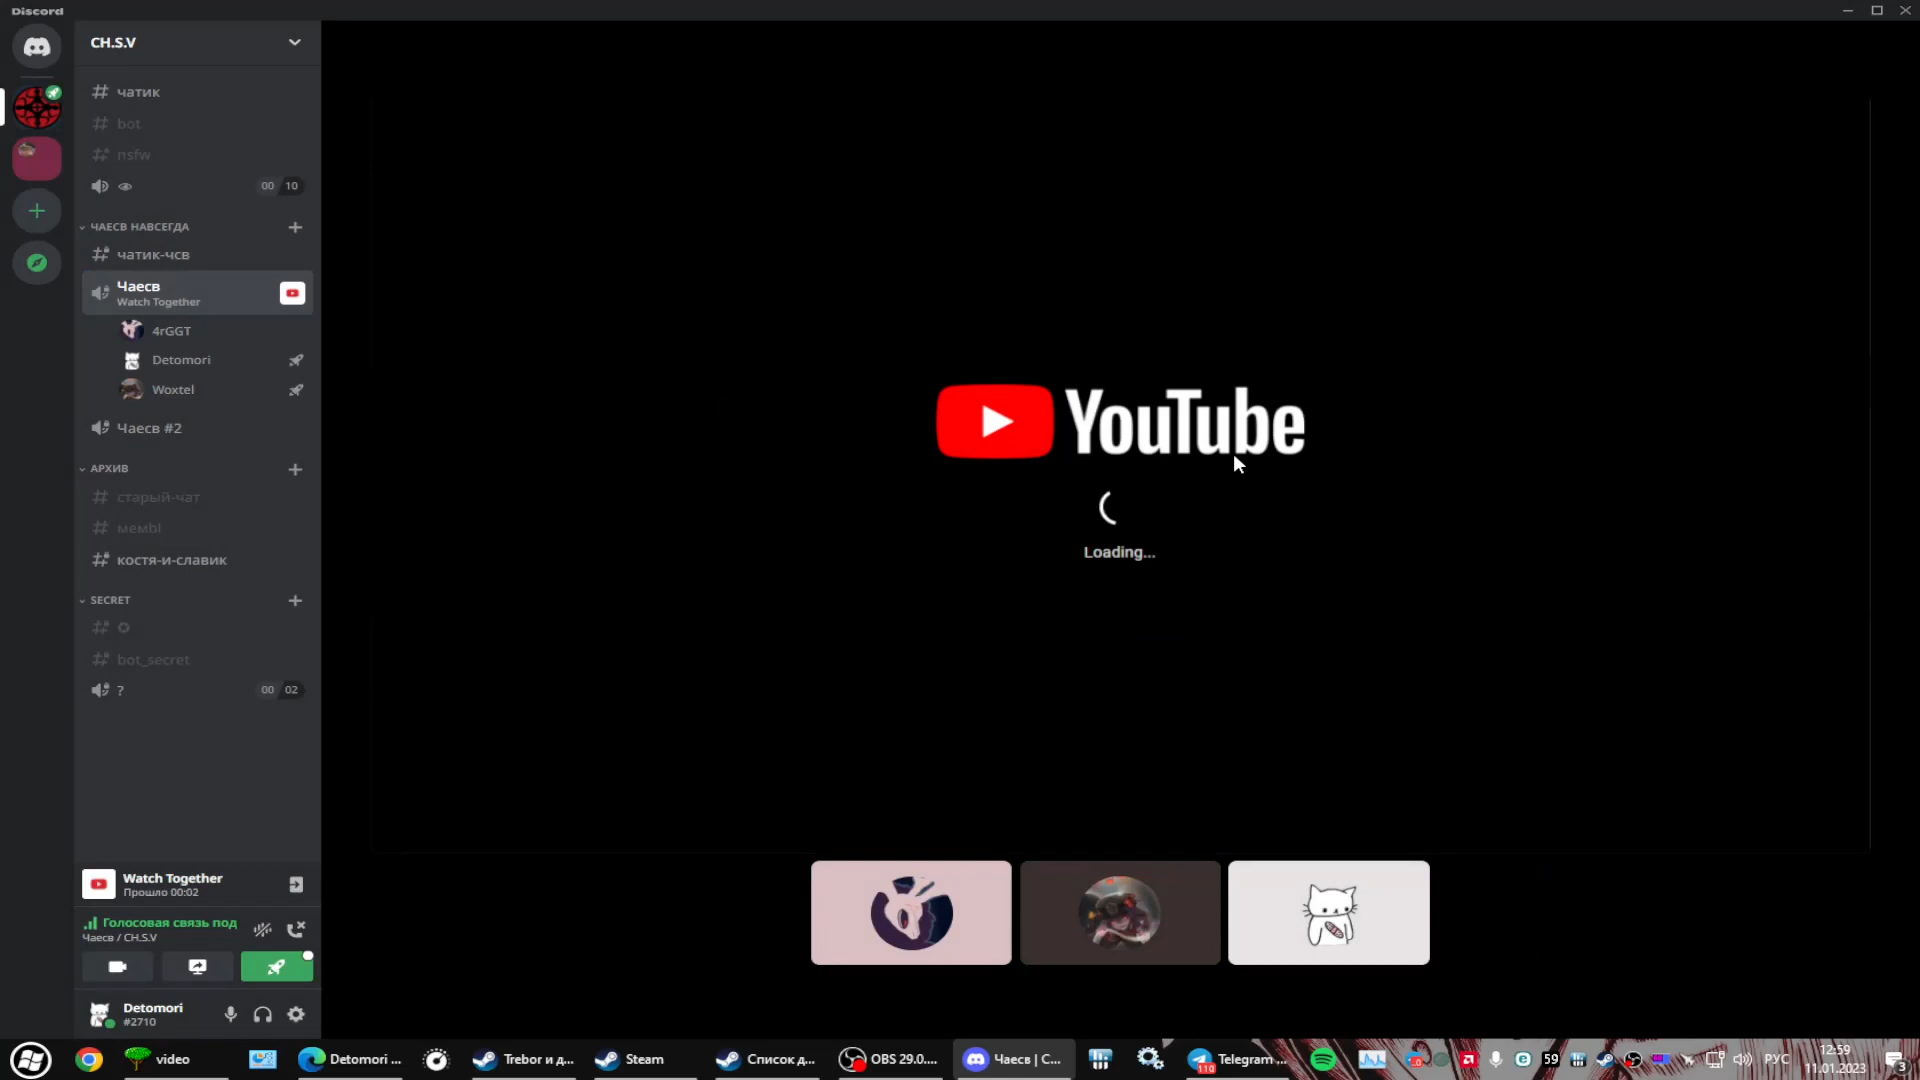 Discord
CH.S.V
чатик
bot
nsfw
00 10
ЧАЕСВ НАВСЕГДА
чатик-чсв
Чаесв
Watch Together
4rGGT
Detomori
Woxtel
Чаесв #2
АРХИВ
старый-чат
мемbl
костя-и-славик
SECRET
bot_secret
?
00 02
YouTube
Loading...
Watch Together
Прошло 00:02
Голосовая связь под
Чаесв / CH.S.V
Detomori
#2710
video
Detomori ...
Trebor и д...
Steam
Список д...
OBS 29.0....
Чаесв | C...
110
Telegram ...
59
РУС
12:59
11.01.2023
3